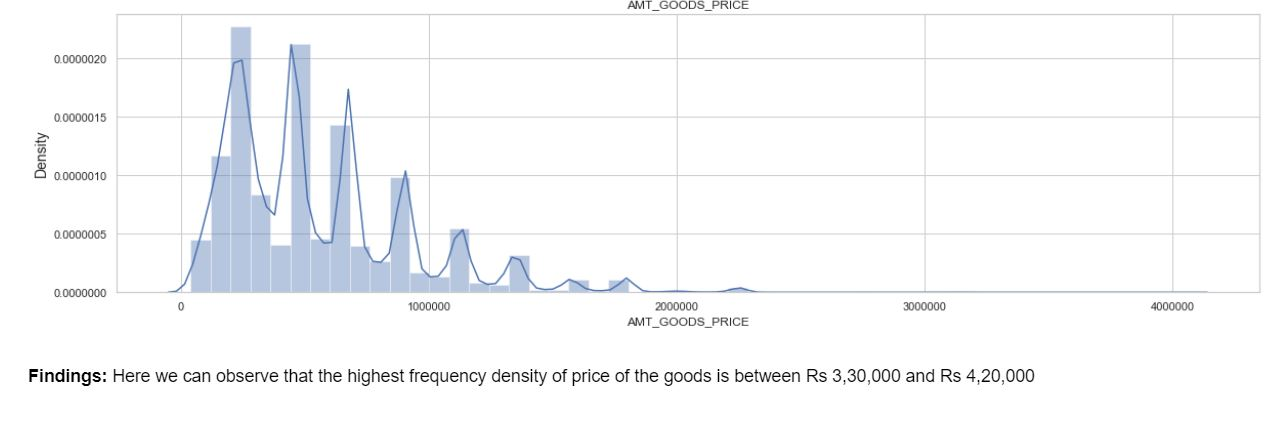 AMT_GOODS_PRICE
0.0000020
0.0000015
0.0000010
0.0000005
0.0000000
Density
0 1000000 2000000 3000000 4000000
AMT_GOODS_PRICE
Findings: Here we can observe that the highest frequency density of price of the goods is between Rs 3,30,000 and Rs 4,20,000